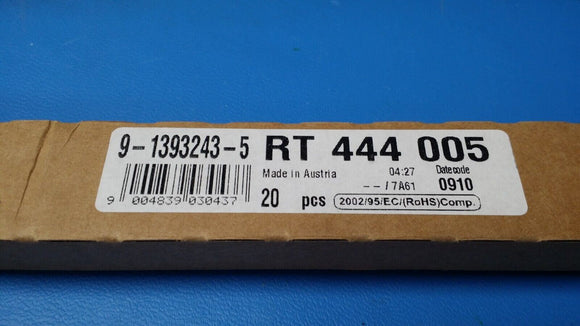 9-1393243-5 RT 444 005
Made in Austria 04:27 Datecode
--/7A61 0910
20 pcs 2002/95/EC/(RoHS)Comp.
9 004839 030437